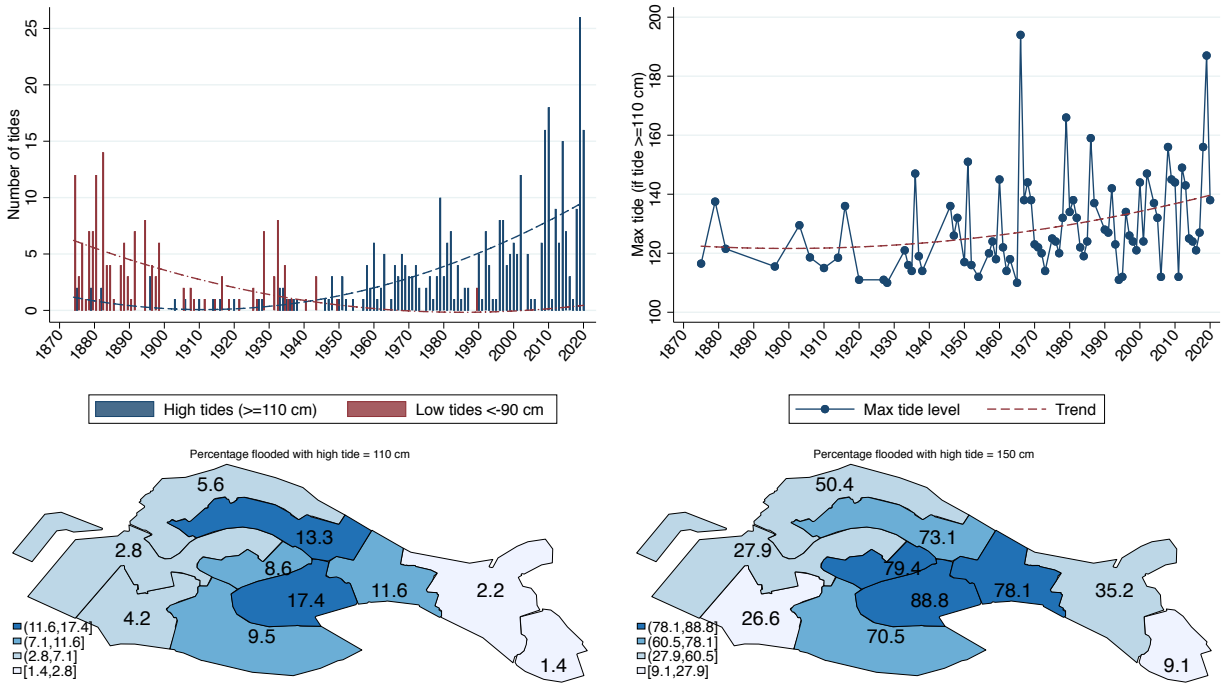 Number of tides
0 5 10 15 20 25
1870 1880 1890 1900 1910 1920 1930 1940 1950 1960 1970 1980 1990 2000 2010 2020
High tides (>=110 cm) Low tides <-90 cm
Max tide (if tide >=110 cm)
100 120 140 160 180 200
1870 1880 1890 1900 1910 1920 1930 1940 1950 1960 1970 1980 1990 2000 2010 2020
Max tide level Trend
Percentage flooded with high tide = 110 cm
5.6
13.3
2.8
8.6
11.6
2.2
17.4
4.2
9.5
1.4
(11.6,17.4]
(7.1,11.6]
(2.8,7.1]
[1.4,2.8]
Percentage flooded with high tide = 150 cm
50.4
73.1
27.9
79.4
78.1
35.2
88.8
26.6
70.5
9.1
(78.1,88.8]
(60.5,78.1]
(27.9,60.5]
[9.1,27.9]